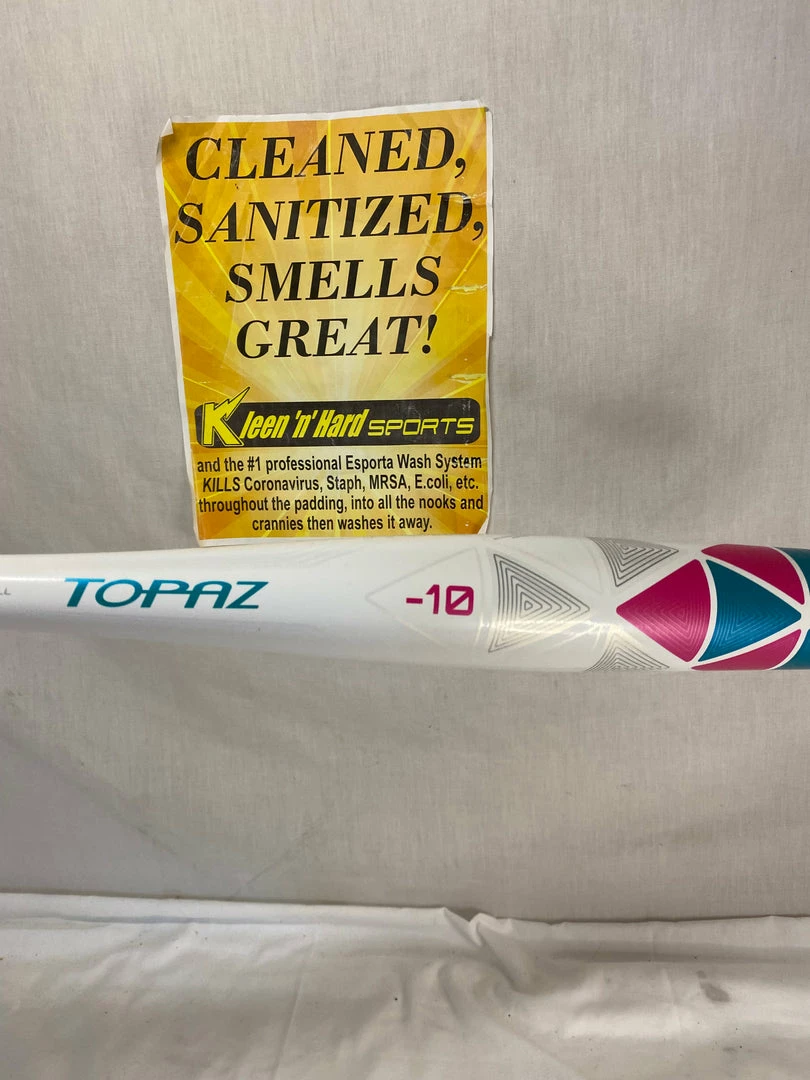 CLEANED,
SANITIZED,
SMELLS
GREAT!
Kleen 'n' Hard SPORTS
and the #1 professional Esporta Wash System
KILLS Coronavirus, Staph, MRSA, E.coli, etc.
throughout the padding, into all the nooks and
crannies then washes it away.
TOPAZ
-10